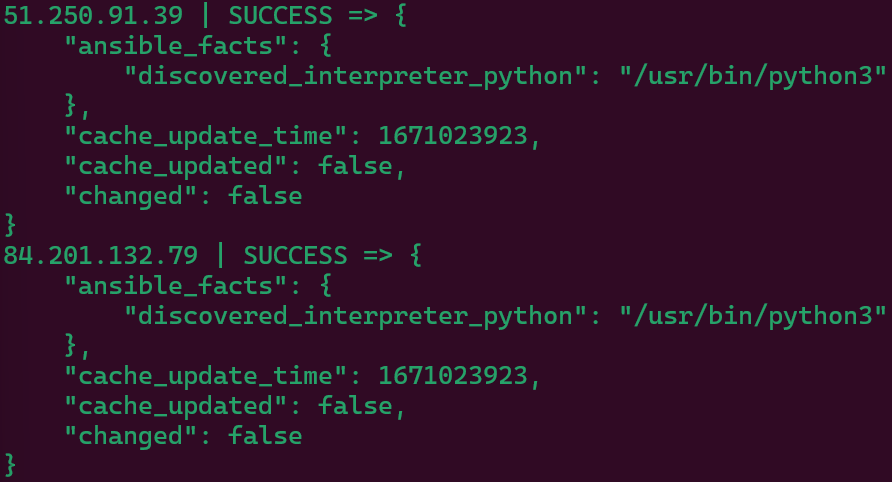 51.250.91.39 | SUCCESS => {
    "ansible_facts": {
        "discovered_interpreter_python": "/usr/bin/python3"
    },
    "cache_update_time": 1671023923,
    "cache_updated": false,
    "changed": false
}
84.201.132.79 | SUCCESS => {
    "ansible_facts": {
        "discovered_interpreter_python": "/usr/bin/python3"
    },
    "cache_update_time": 1671023923,
    "cache_updated": false,
    "changed": false
}